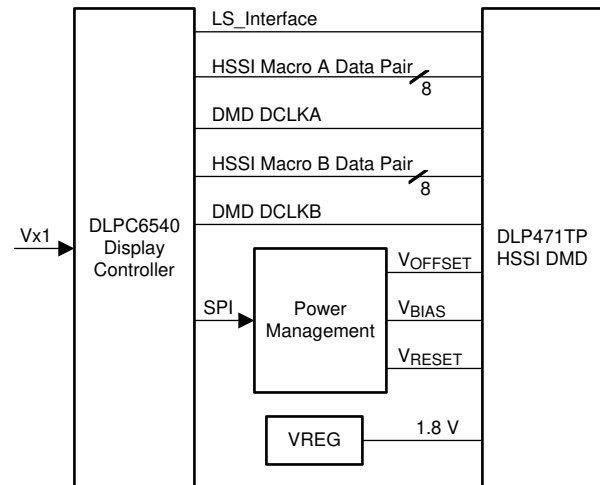 LS_Interface
HSSI Macro A Data Pair
8
DMD DCLKA
HSSI Macro B Data Pair
8
DMD DCLKB
Vx1
DLPC6540
Display
Controller
DLP471TP
HSSI DMD
SPI
Power
Management
VOFFSET
VBIAS
VRESET
VREG
1.8 V